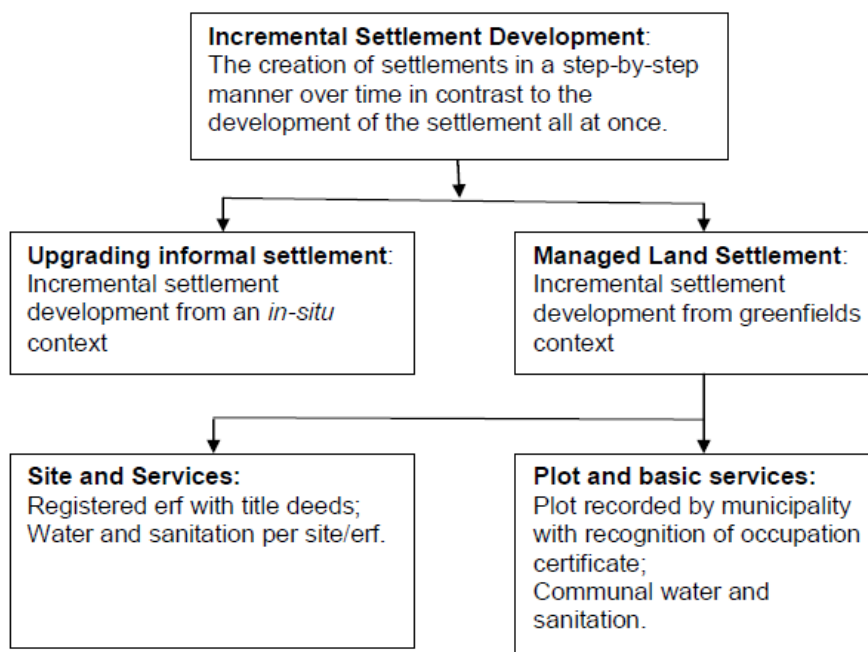 Incremental Settlement Development:
The creation of settlements in a step-by-step
manner over time in contrast to the
development of the settlement all at once.
Upgrading informal settlement:
Incremental settlement
development from an in-situ
context
Managed Land Settlement:
Incremental settlement
development from greenfields
context
Site and Services:
Registered erf with title deeds;
Water and sanitation per site/erf.
Plot and basic services:
Plot recorded by municipality
with recognition of occupation
certificate;
Communal water and
sanitation.